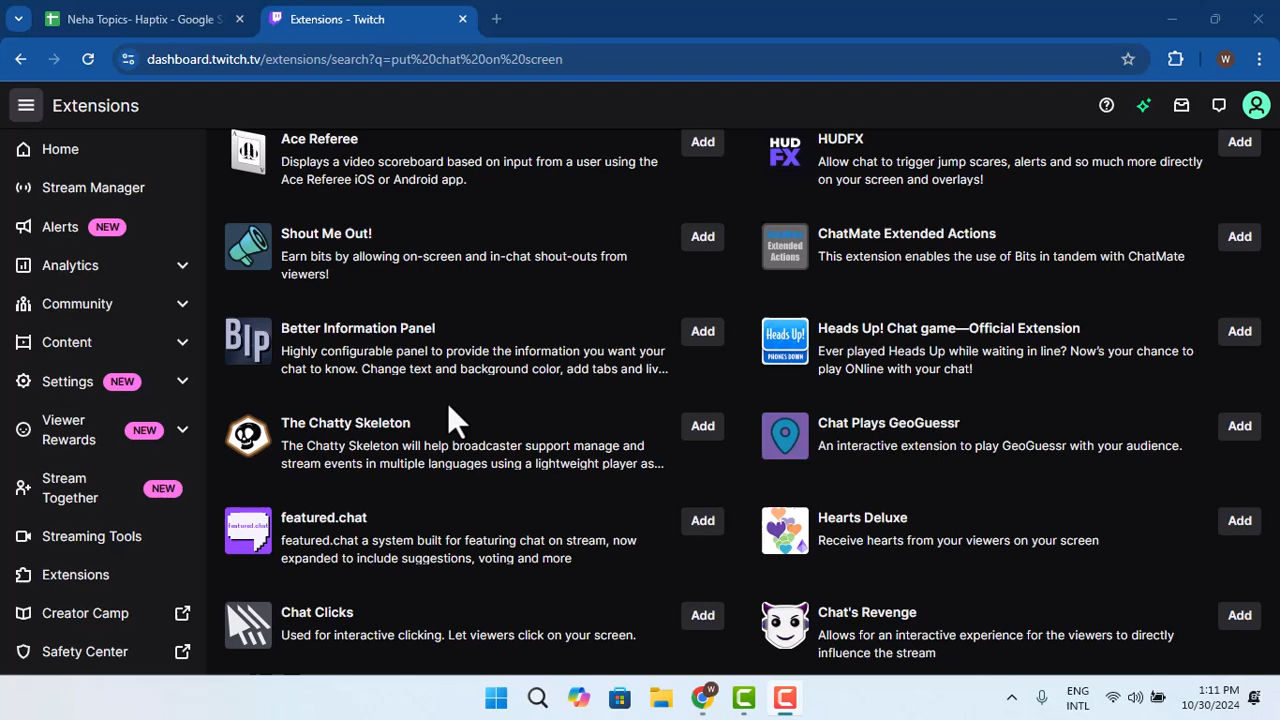 Neha Topics- Haptix - Google S
Extensions - Twitch
dashboard.twitch.tv/extensions/search?q=put%20chat%20on%20screen
W
Extensions
Home
Stream Manager
Alerts NEW
Analytics
Community
Content
Settings NEW
Viewer
Rewards
NEW
Stream
Together
NEW
Streaming Tools
Extensions
Creator Camp
Safety Center
Ace Referee
Displays a video scoreboard based on input from a user using the
Ace Referee iOS or Android app.
Add
HUD
FX
HUDFX
Allow chat to trigger jump scares, alerts and so much more directly
on your screen and overlays!
Add
Shout Me Out!
Earn bits by allowing on-screen and in-chat shout-outs from
viewers!
Add
Extended
Actions
ChatMate Extended Actions
This extension enables the use of Bits in tandem with ChatMate
Add
BIP
Better Information Panel
Highly configurable panel to provide the information you want your
chat to know. Change text and background color, add tabs and liv...
Add
Heads Up!
PHONES DOWN
Heads Up! Chat game—Official Extension
Ever played Heads Up while waiting in line? Now's your chance to
play ONline with your chat!
Add
The Chatty Skeleton
The Chatty Skeleton will help broadcaster support manage and
stream events in multiple languages using a lightweight player as...
Add
Chat Plays GeoGuessr
An interactive extension to play GeoGuessr with your audience.
Add
featured.chat
featured.chat
featured.chat a system built for featuring chat on stream, now
expanded to include suggestions, voting and more
Add
Hearts Deluxe
Receive hearts from your viewers on your screen
Add
Chat Clicks
Used for interactive clicking. Let viewers click on your screen.
Add
Chat's Revenge
Allows for an interactive experience for the viewers to directly
influence the stream
Add
W
ENG
INTL
1:11 PM
10/30/2024